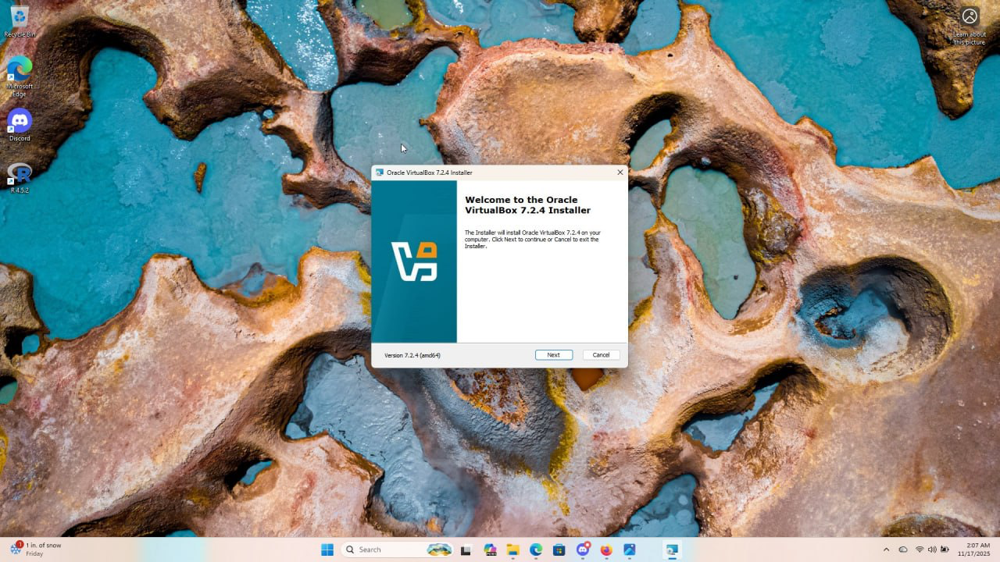 Recycle Bin
Microsoft
Edge
Discord
R 4.5.2
Learn about
this picture
Oracle VirtualBox 7.2.4 Installer
Welcome to the Oracle
VirtualBox 7.2.4 Installer
The Installer will install Oracle VirtualBox 7.2.4 on your
computer. Click Next to continue or Cancel to exit the
Installer.
Version 7.2.4 (amd64)
Next
Cancel
1
1 in. of snow
Friday
Search
2:07 AM
11/17/2025